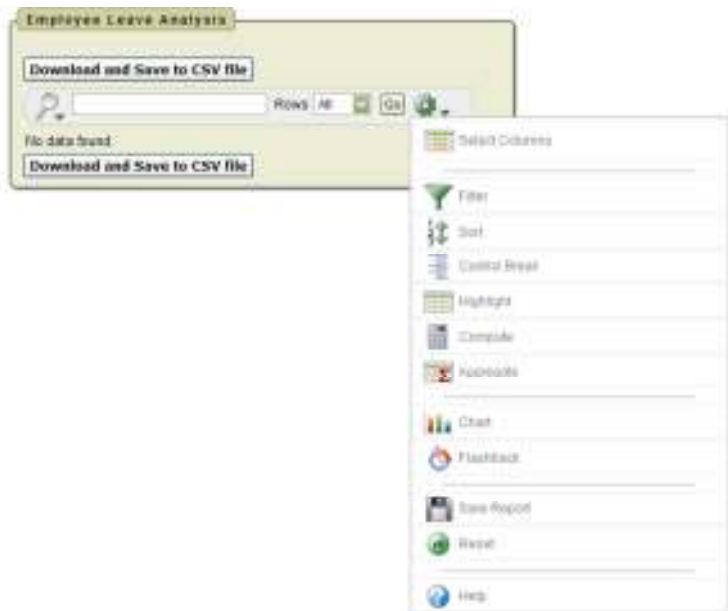 Employee Leave Analysis
Download and Save to CSV file
Rows All Go
No data found
Download and Save to CSV file
Select Columns
Filter
Sort
Control Break
Highlight
Compute
Aggregate
Chart
Flashback
Save Report
Reset
Help